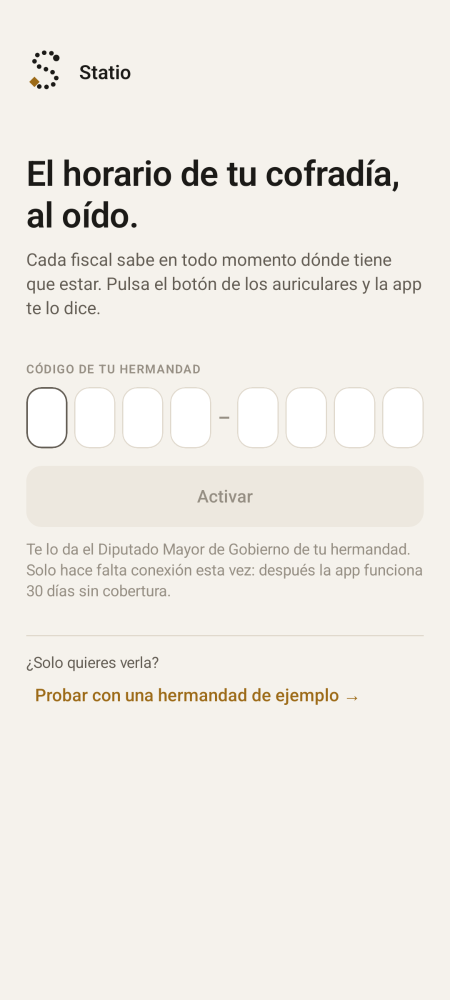 Statio
El horario de tu cofradía,
al oído.
Cada fiscal sabe en todo momento dónde tiene
que estar. Pulsa el botón de los auriculares y la app
te lo dice.
CÓDIGO DE TU HERMANDAD
–
Activar
Te lo da el Diputado Mayor de Gobierno de tu hermandad.
Solo hace falta conexión esta vez: después la app funciona
30 días sin cobertura.
¿Solo quieres verla?
Probar con una hermandad de ejemplo →